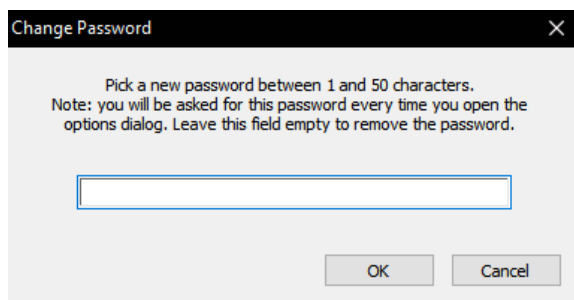 Change Password
Pick a new password between 1 and 50 characters.
Note: you will be asked for this password every time you open the
options dialog. Leave this field empty to remove the password.
OK Cancel